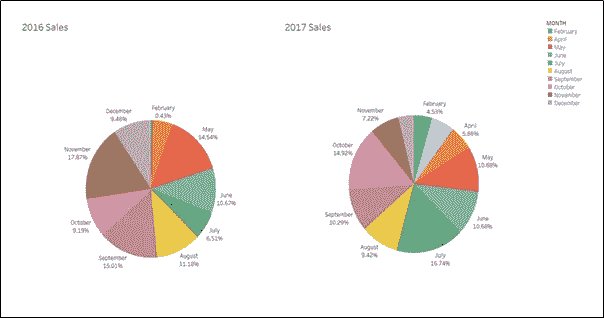 2016 Sales
February
0.43%
May
14.54%
June
10.67%
July
6.51%
August
11.18%
September
15.01%
October
9.19%
November
17.87%
December
9.48%
2017 Sales
February
4.53%
April
5.86%
May
10.88%
June
10.68%
July
16.74%
August
9.42%
September
10.29%
October
14.92%
November
7.22%
MONTH
February
April
May
June
July
August
September
October
November
December